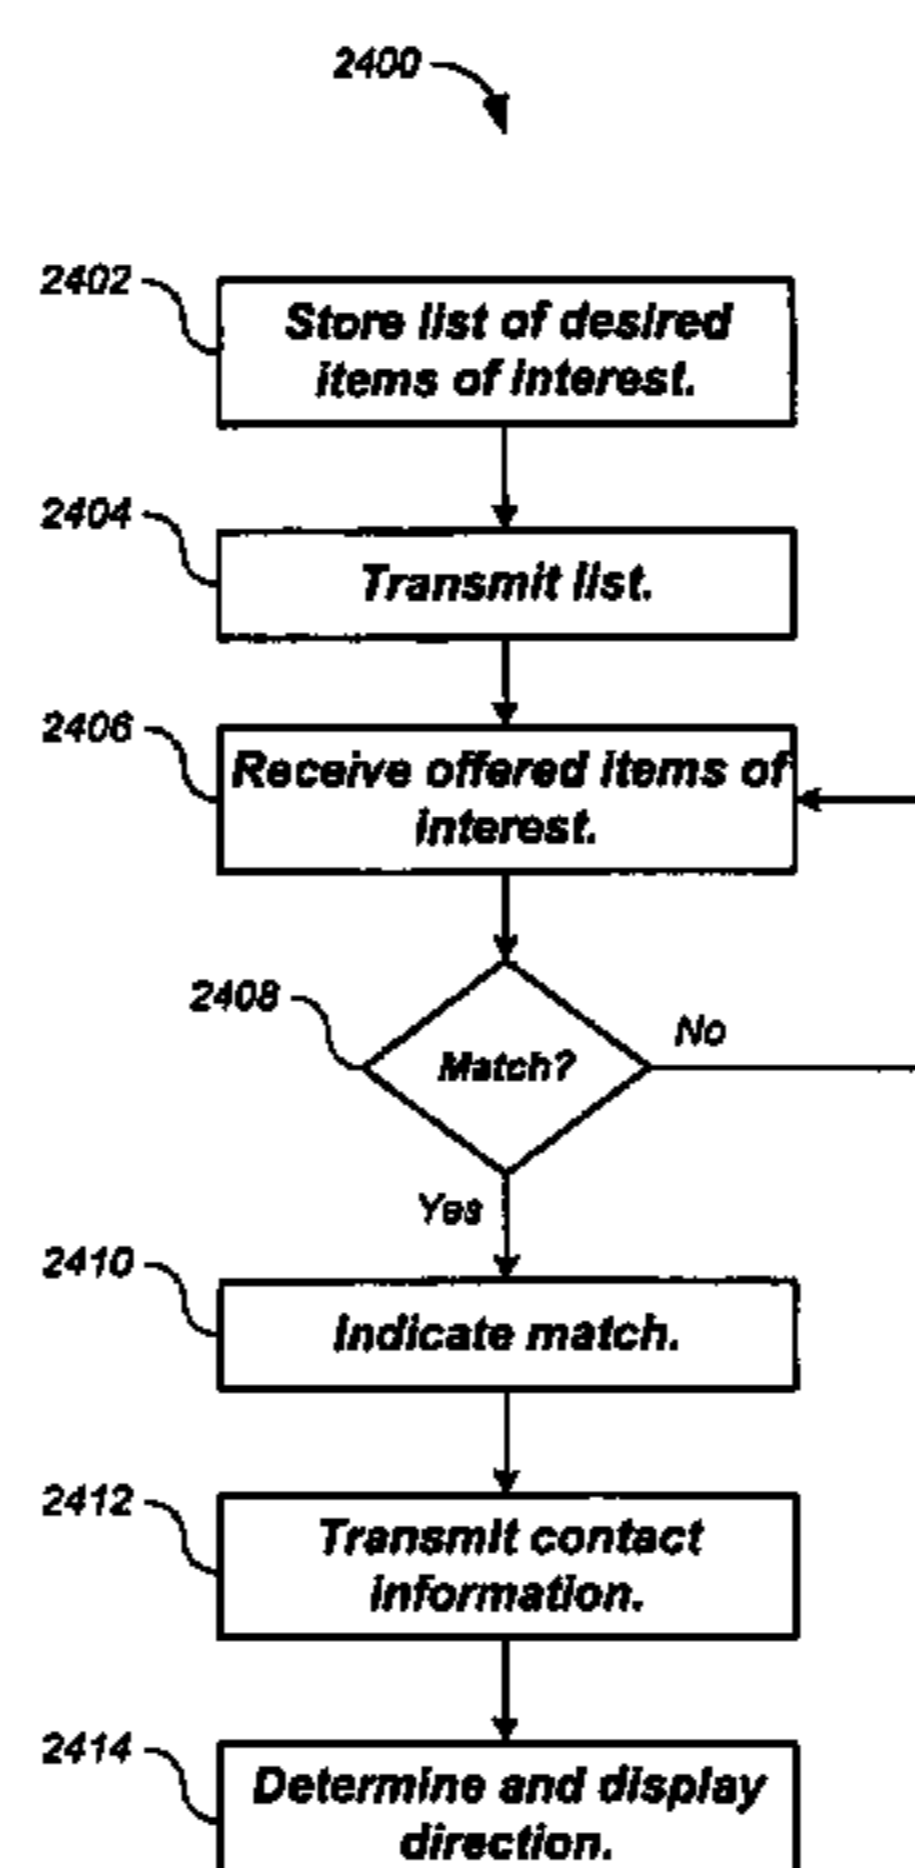 2400
2402
Store list of desired
items of interest.
2404
Transmit list.
2406
Receive offered items of
interest.
2408
Match?
No
Yes
2410
Indicate match.
2412
Transmit contact
information.
2414
Determine and display
direction.